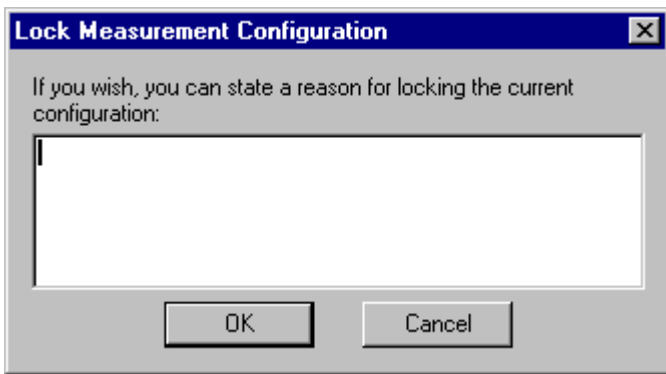 Lock Measurement Configuration
If you wish, you can state a reason for locking the current
configuration:
OK
Cancel